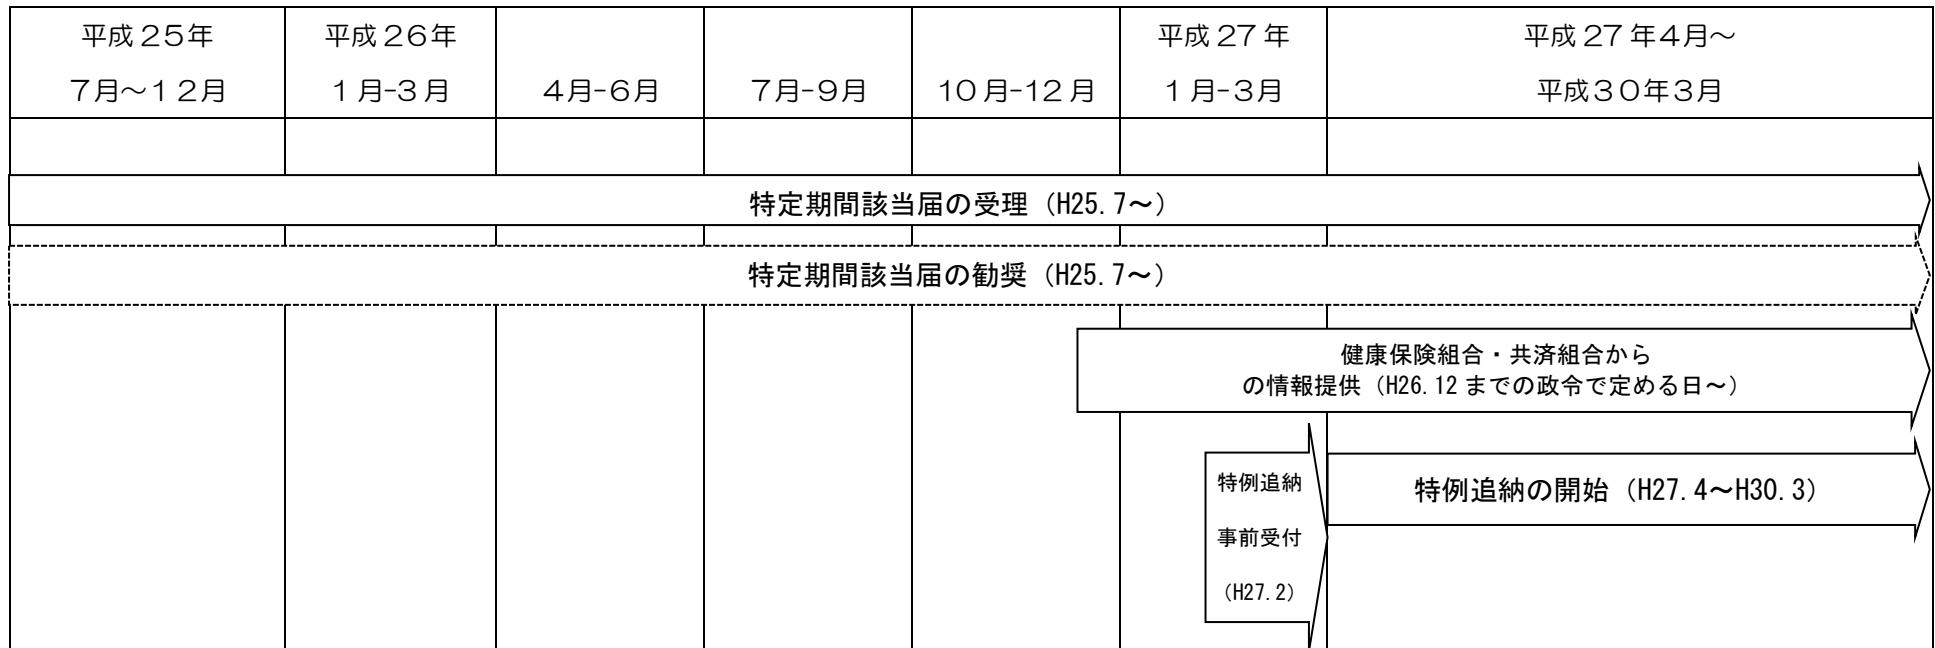 平成25年
7月～12月
平成26年
1月-3月
4月-6月
7月-9月
10月-12月
平成27年
1月-3月
平成27年4月～
平成30年3月
特定期間該当届の受理（H25.7～）
特定期間該当届の勧奨（H25.7～）
健康保険組合・共済組合から
の情報提供（H26.12までの政令で定める日～）
特例追納
事前受付
（H27.2）
特例追納の開始（H27.4～H30.3）